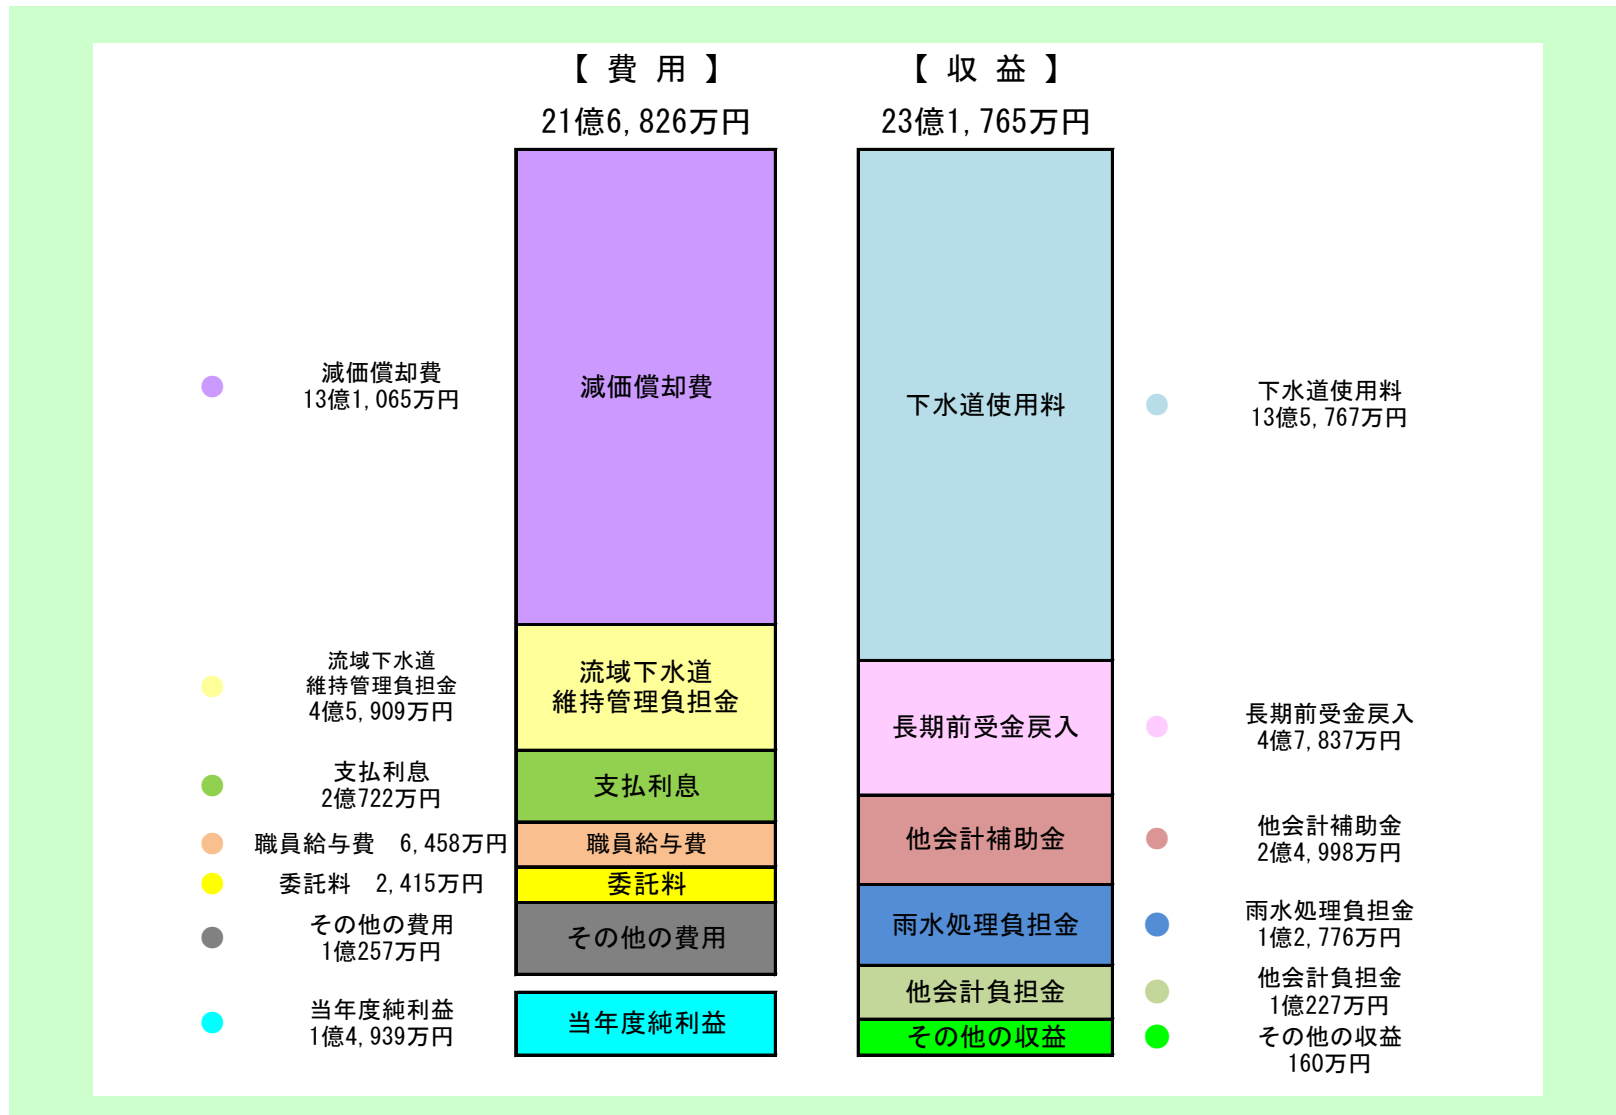 【 費 用 】
21億6,826万円
減価償却費
13億1,065万円
減価償却費
流域下水道
維持管理負担金
4億5,909万円
流域下水道
維持管理負担金
支払利息
2億722万円
支払利息
職員給与費　6,458万円
職員給与費
委託料　2,415万円
委託料
その他の費用
1億257万円
その他の費用
当年度純利益
1億4,939万円
当年度純利益
【 収 益 】
23億1,765万円
下水道使用料
下水道使用料
13億5,767万円
長期前受金戻入
長期前受金戻入
4億7,837万円
他会計補助金
他会計補助金
2億4,998万円
雨水処理負担金
雨水処理負担金
1億2,776万円
他会計負担金
他会計負担金
1億227万円
その他の収益
その他の収益
160万円